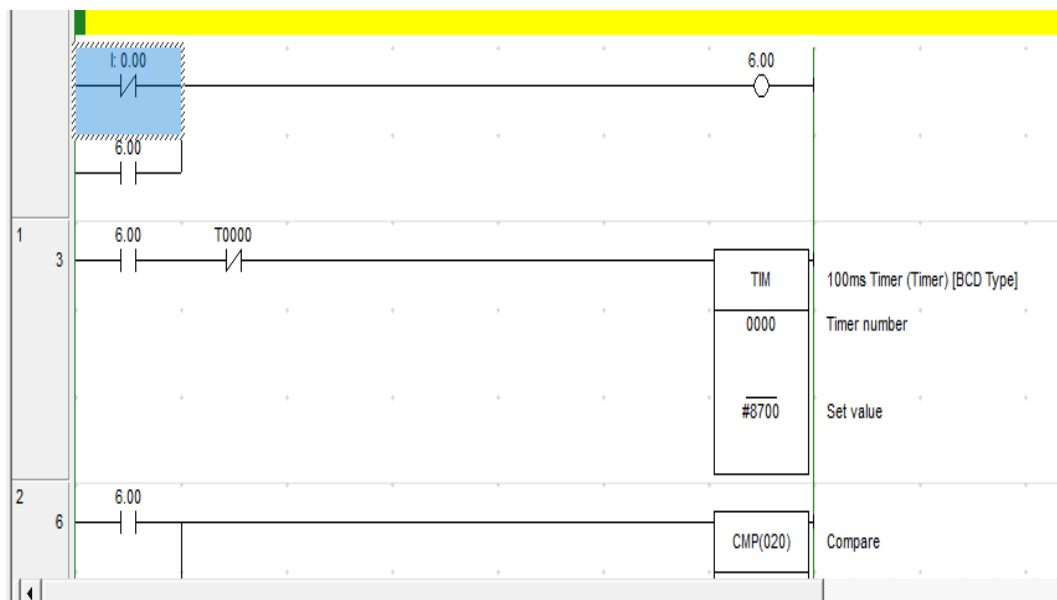 I: 0.00
6.00
6.00
1
6.00
T0000
3
TIM
100ms Timer (Timer) [BCD Type]
0000
Timer number
#8700
Set value
2
6.00
6
CMP(020)
Compare